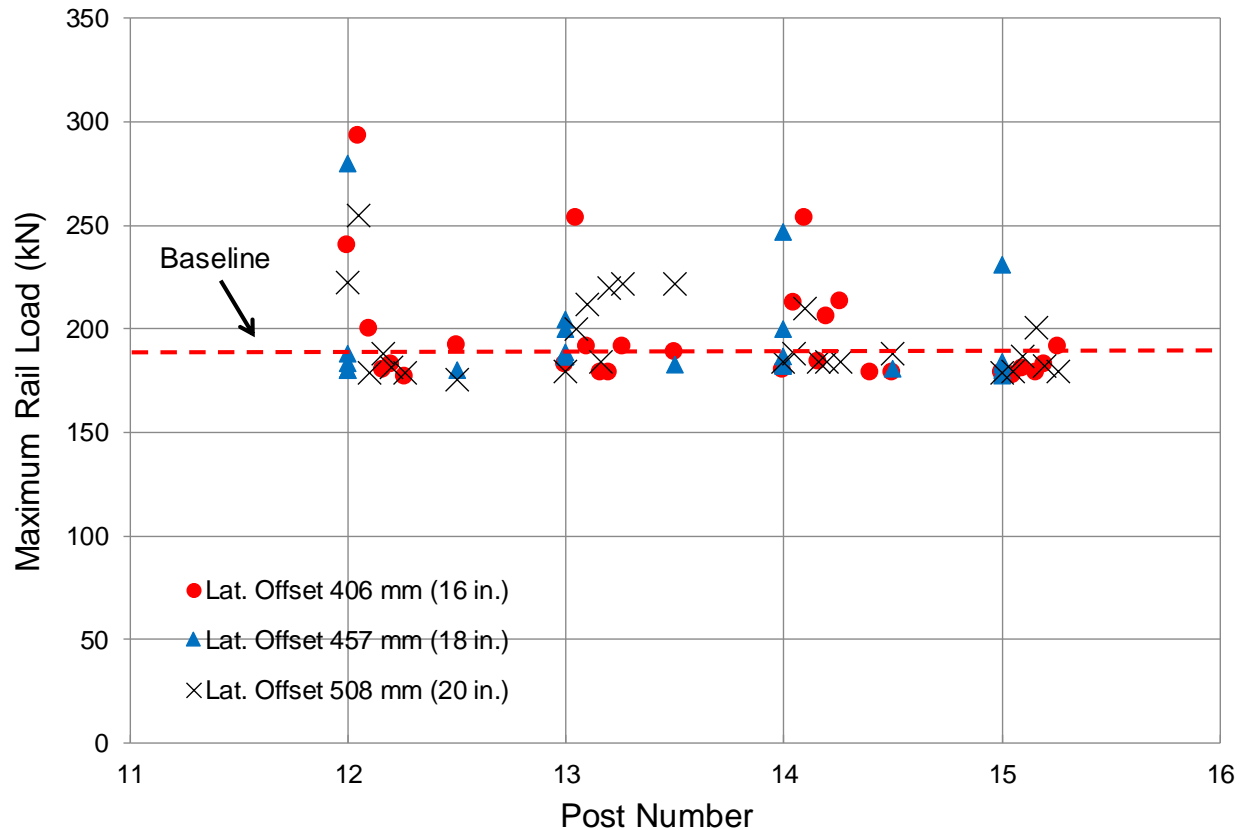 350
300
250
200
150
100
50
0
Maximum Rail Load (kN)
Baseline
Lat. Offset 406 mm (16 in.)
Lat. Offset 457 mm (18 in.)
Lat. Offset 508 mm (20 in.)
11 12 13 14 15 16
Post Number